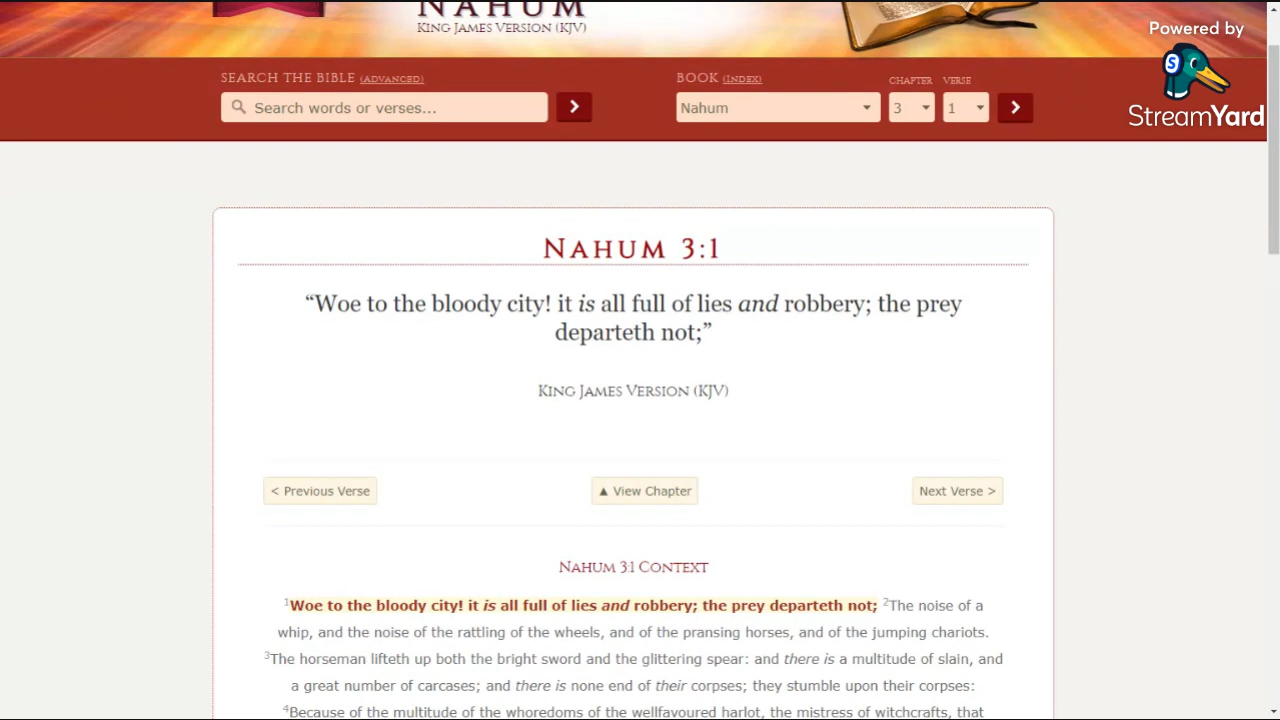 NAHUM
KING JAMES VERSION (KJV)
Powered by
StreamYard
SEARCH THE BIBLE (ADVANCED)
Search words or verses...
BOOK (INDEX)
CHAPTER VERSE
Nahum 3 1
NAHUM 3:1
“Woe to the bloody city! it is all full of lies and robbery; the prey
departeth not;”
KING JAMES VERSION (KJV)
< Previous Verse
▲ View Chapter
Next Verse >
NAHUM 3:1 CONTEXT
1Woe to the bloody city! it is all full of lies and robbery; the prey departeth not; 2The noise of a
whip, and the noise of the rattling of the wheels, and of the pransing horses, and of the jumping chariots.
3The horseman lifteth up both the bright sword and the glittering spear: and there is a multitude of slain, and
a great number of carcases; and there is none end of their corpses; they stumble upon their corpses:
4Because of the multitude of the whoredoms of the wellfavoured harlot, the mistress of witchcrafts, that